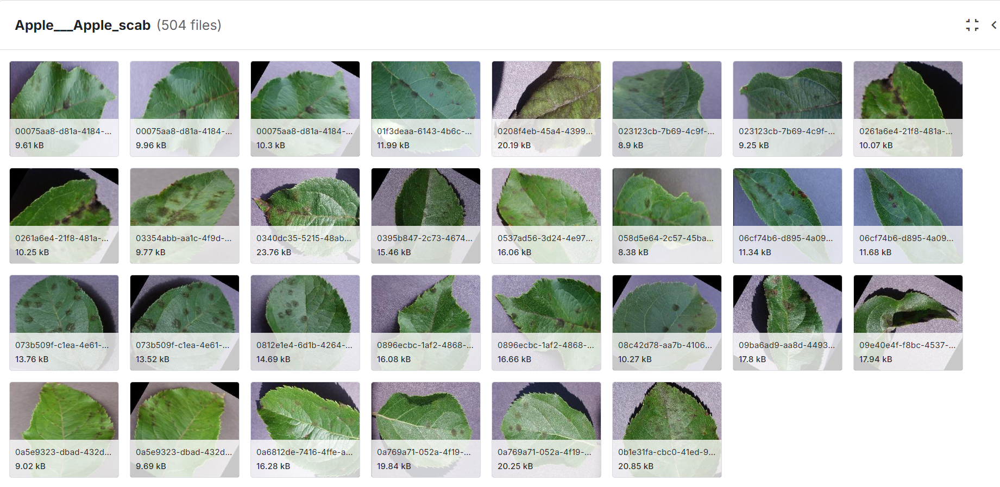 Apple___Apple_scab (504 files)
00075aa8-d81a-4184-...
9.61 kB
00075aa8-d81a-4184-...
9.96 kB
00075aa8-d81a-4184-...
10.3 kB
01f3deaa-6143-4b6c-...
11.99 kB
0208f4eb-45a4-4399...
20.19 kB
023123cb-7b69-4c9f-...
8.9 kB
023123cb-7b69-4c9f-...
9.25 kB
0261a6e4-21f8-481a-...
10.07 kB
0261a6e4-21f8-481a-...
10.25 kB
03354abb-aa1c-4f9d-...
9.77 kB
0340dc35-5215-48ab...
23.76 kB
0395b847-2c73-4674...
15.46 kB
0537ad56-3d24-4e97...
16.06 kB
058d5e64-2c57-45ba...
8.38 kB
06cf74b6-d895-4a09...
11.34 kB
06cf74b6-d895-4a09...
11.68 kB
073b509f-c1ea-4e61-...
13.76 kB
073b509f-c1ea-4e61-...
13.52 kB
0812e1e4-6d1b-4264-...
14.69 kB
0896ecbc-1af2-4868-...
16.08 kB
0896ecbc-1af2-4868-...
16.66 kB
08c42d78-aa7b-4106...
10.27 kB
09ba6ad9-aa8d-4493...
17.8 kB
09e40e4f-f8bc-4537-...
17.94 kB
0a5e9323-dbad-432d...
9.02 kB
0a5e9323-dbad-432d...
9.69 kB
0a6812de-7416-4ffe-a...
16.28 kB
0a769a71-052a-4f19-...
19.84 kB
0a769a71-052a-4f19-...
20.25 kB
0b1e31fa-cbc0-41ed-9...
20.85 kB